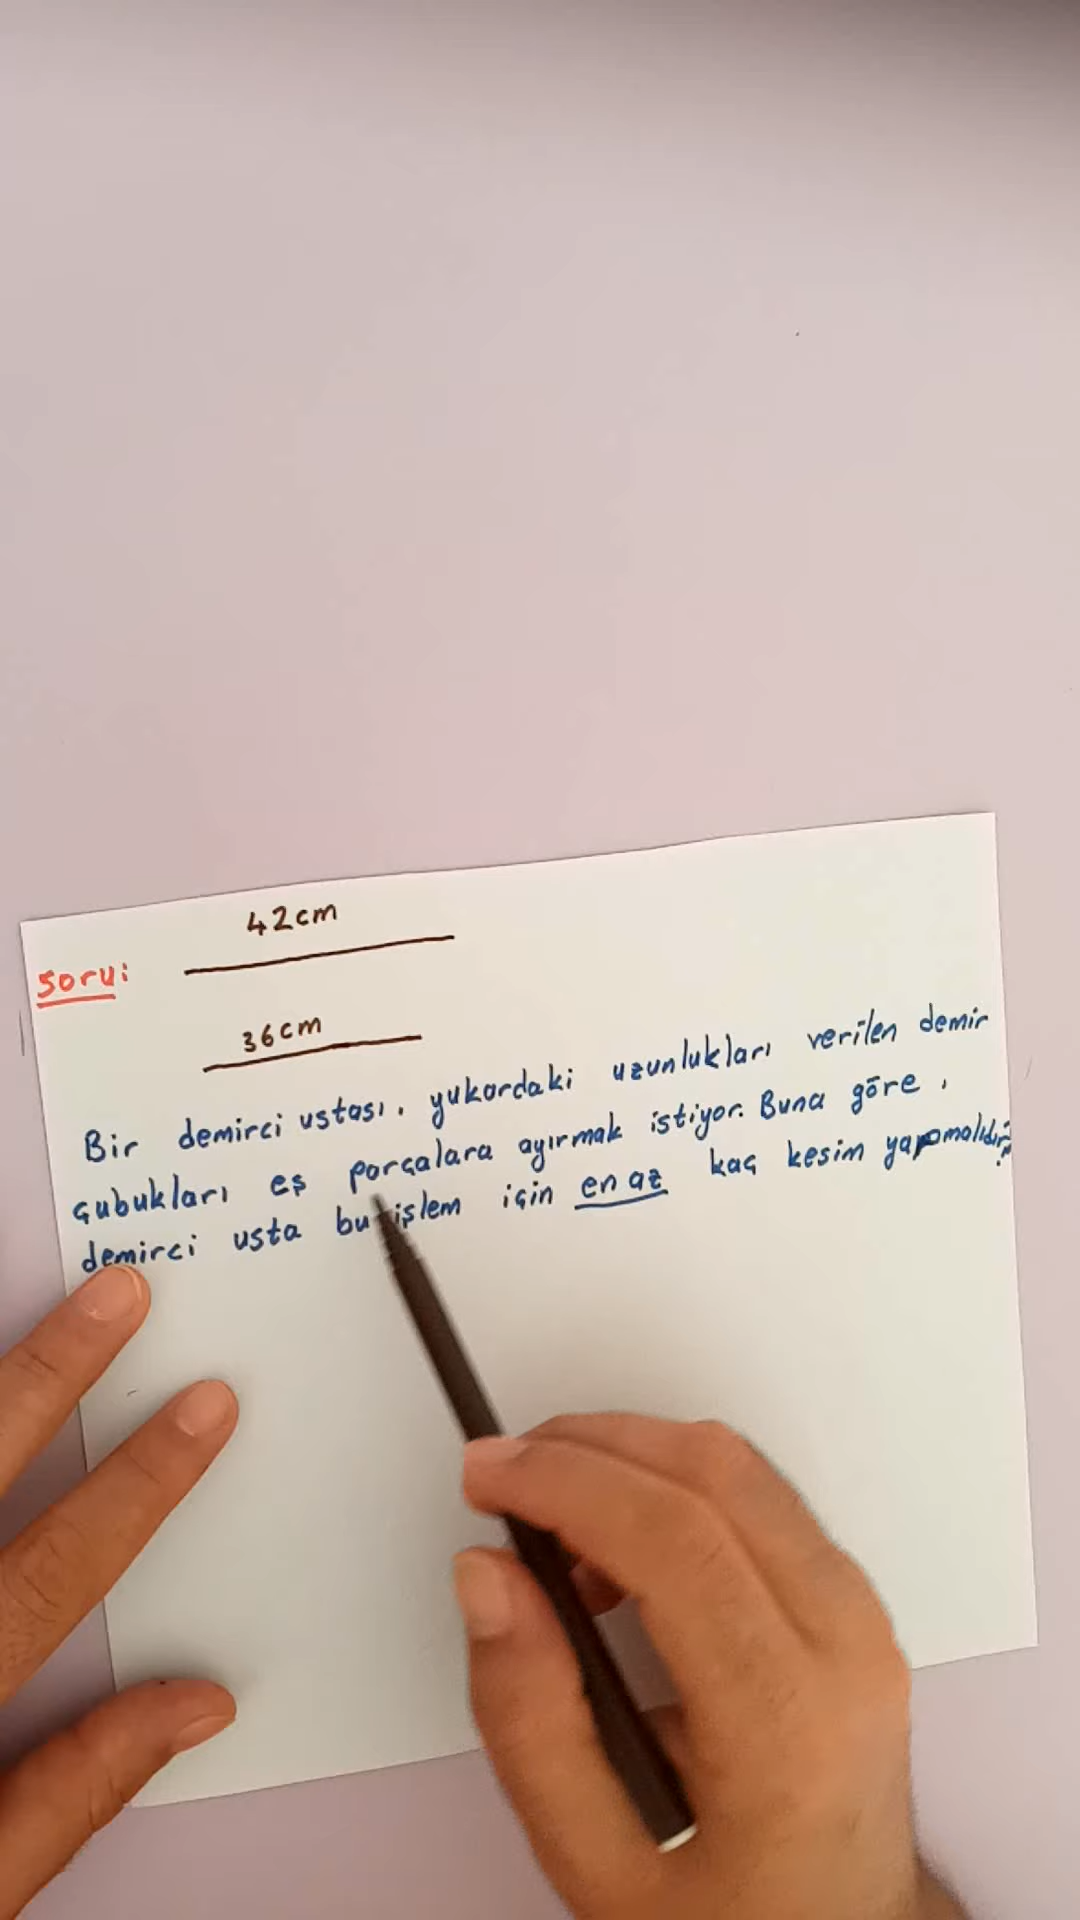 42cm
Soru:
36cm
Bir demirci ustası, yukardaki uzunlukları verilen demir
çubukları eş parçalara ayırmak istiyor. Buna göre,
demirci usta bu işlem için en az kaç kesim yapmalıdır?